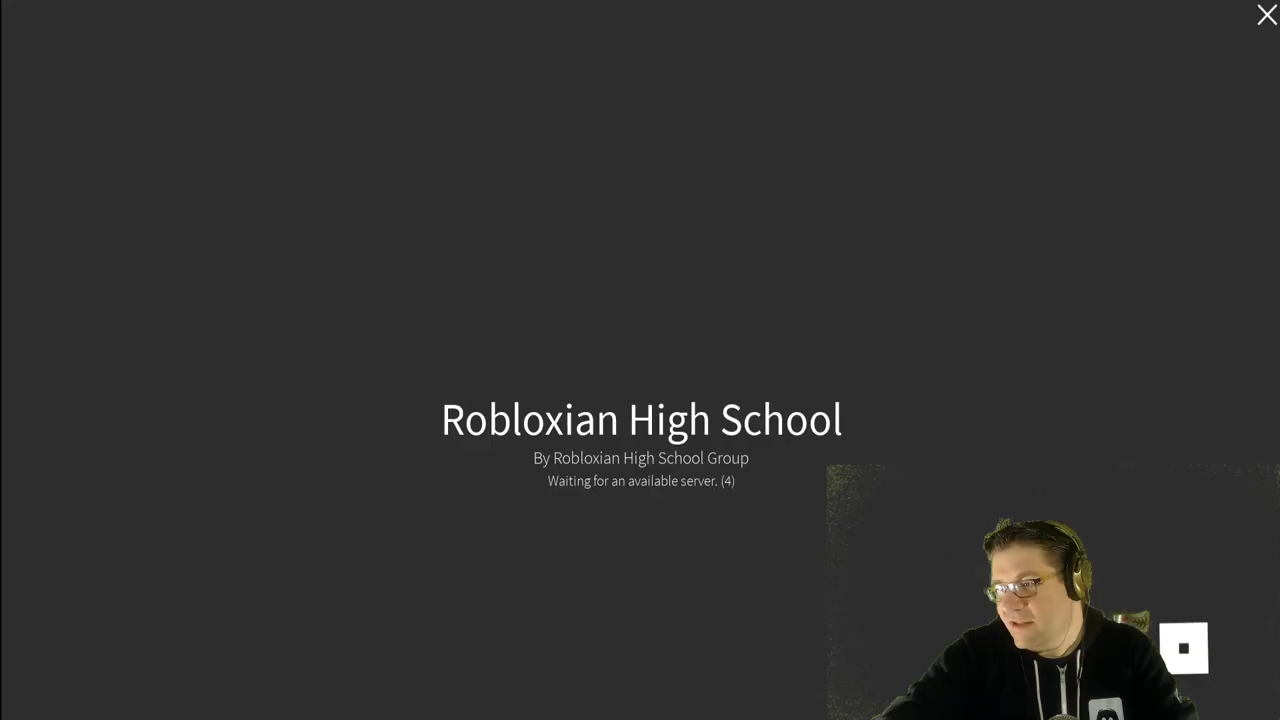 Robloxian High School
By Robloxian High School Group
Waiting for an available server. (4)